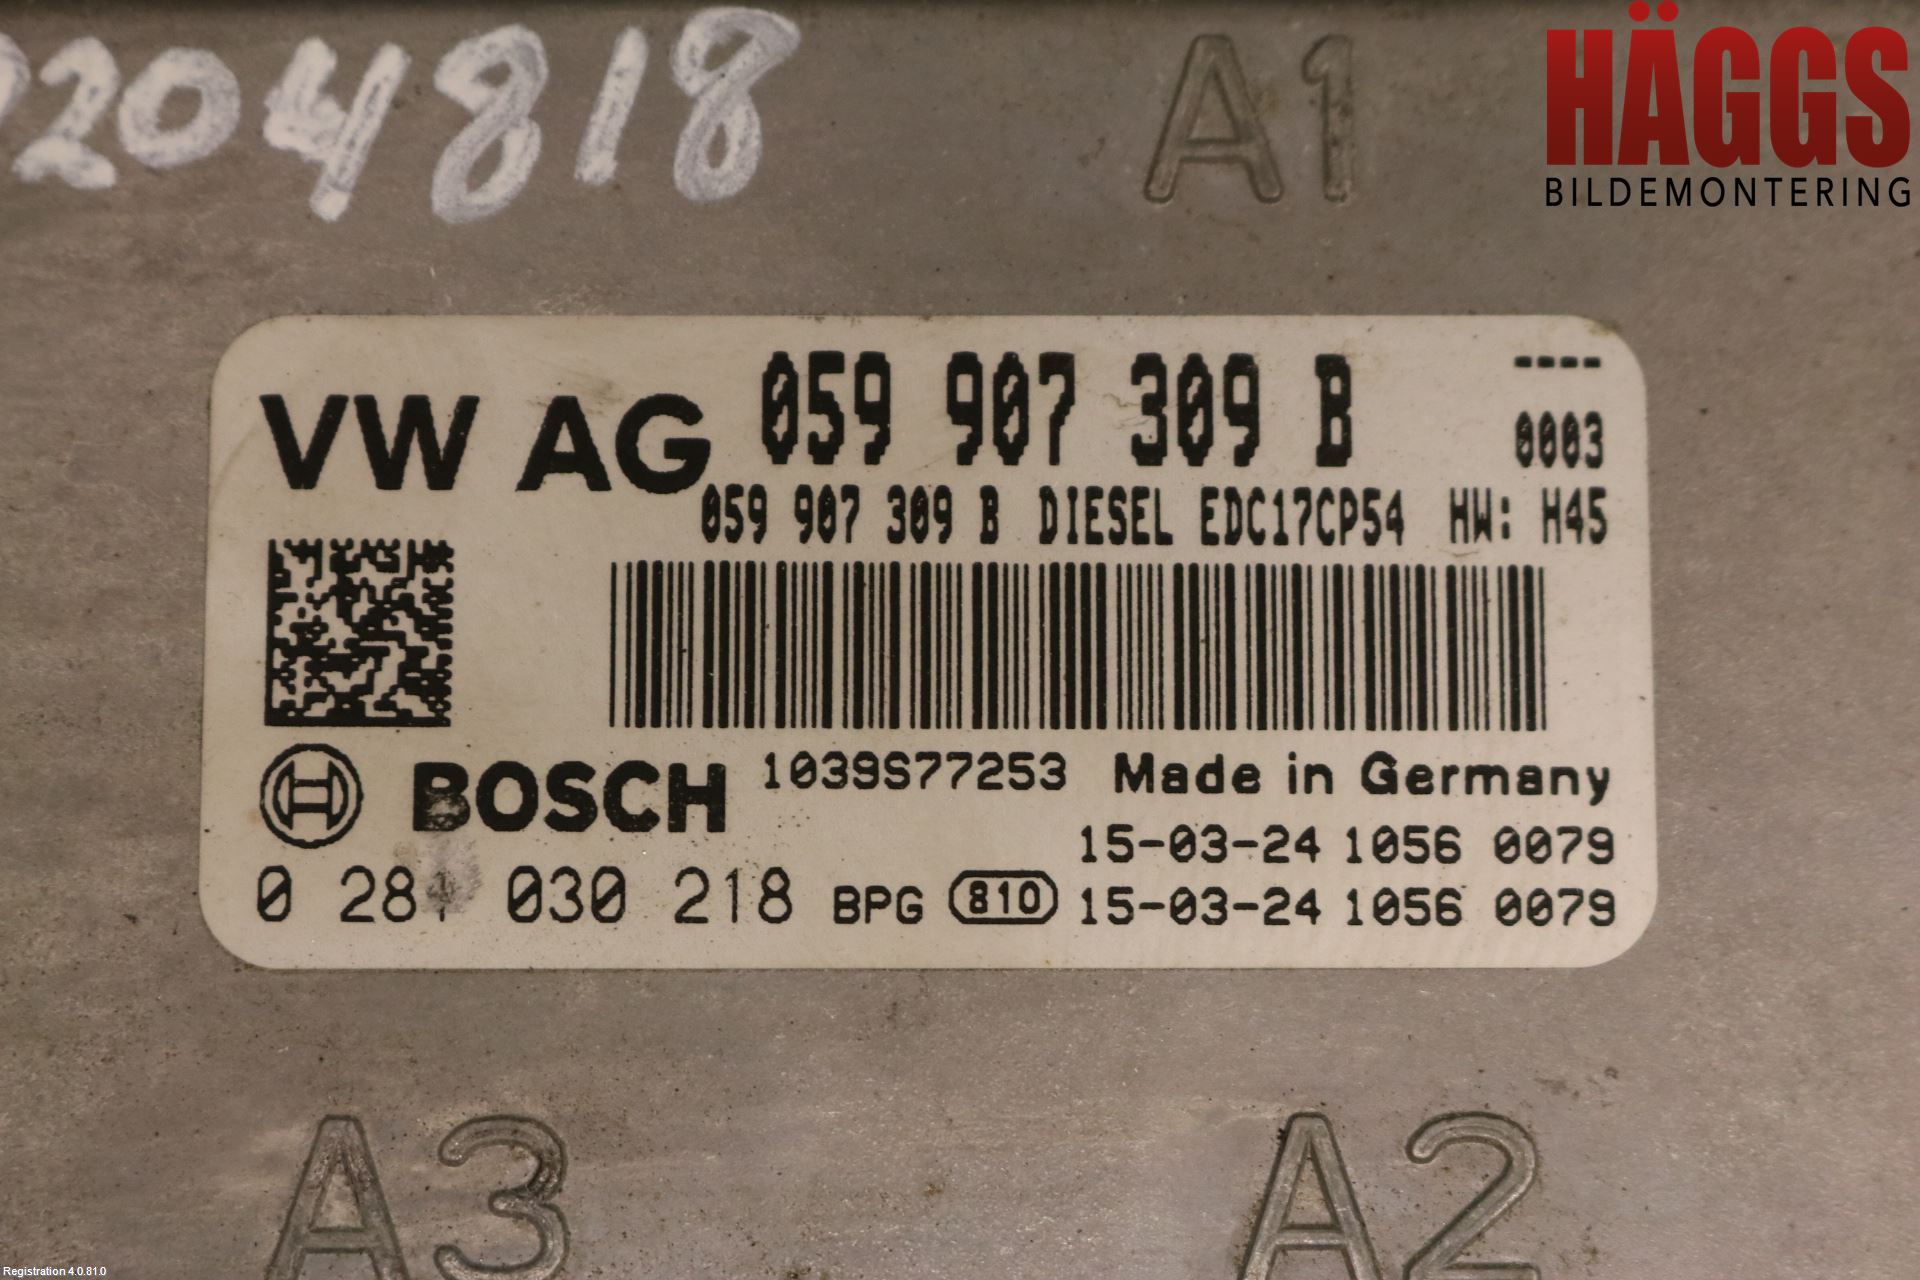 204818
A1
HÄGGS
BILDEMONTERING
VW AG 059 907 309 B ----
0003
059 907 309 B DIESEL EDC17CP54 HW: H45
BOSCH 1039S77253 Made in Germany
15-03-24 1056 0079
0 281 030 218 BPG 810 15-03-24 1056 0079
A3
A2
Registration 4.0.81.0